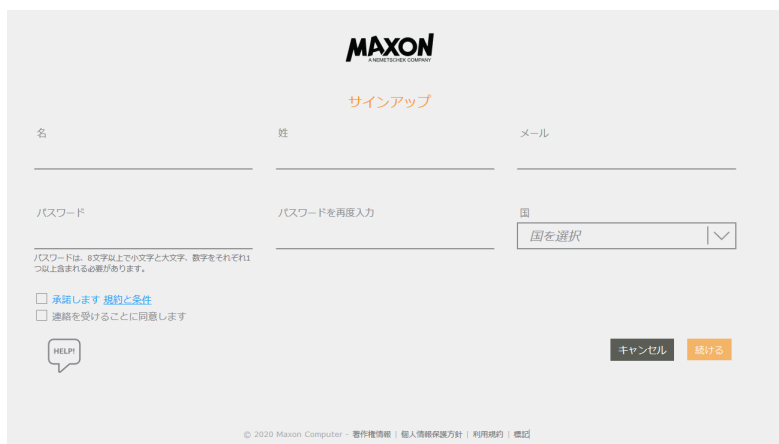 MAXON
A NEMETSCHEK COMPANY
サインアップ
名
姓
メール
パスワード
パスワードを再度入力
国
国を選択
パスワードは、8文字以上で小文字と大文字、数字をそれぞれ1
つ以上含まれる必要があります。
承諾します 規約と条件
連絡を受けることに同意します
HELP!
キャンセル
続ける
© 2020 Maxon Computer - 著作権情報 | 個人情報保護方針 | 利用規約 | 標記